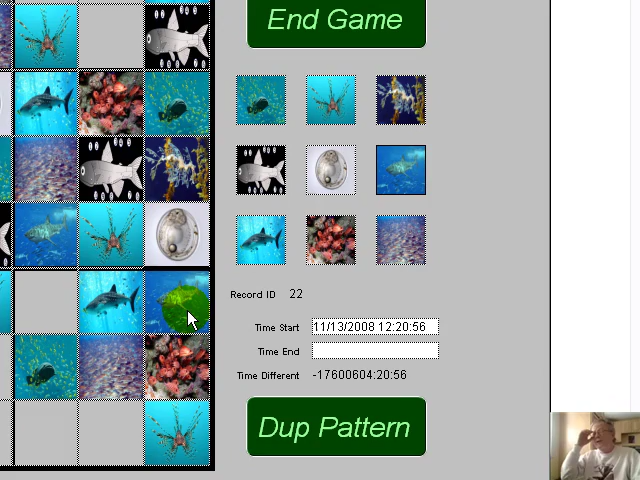 End Game
Record ID 22
Time Start 11/13/2008 12:20:56
Time End
Time Different -17600604:20:56
Dup Pattern